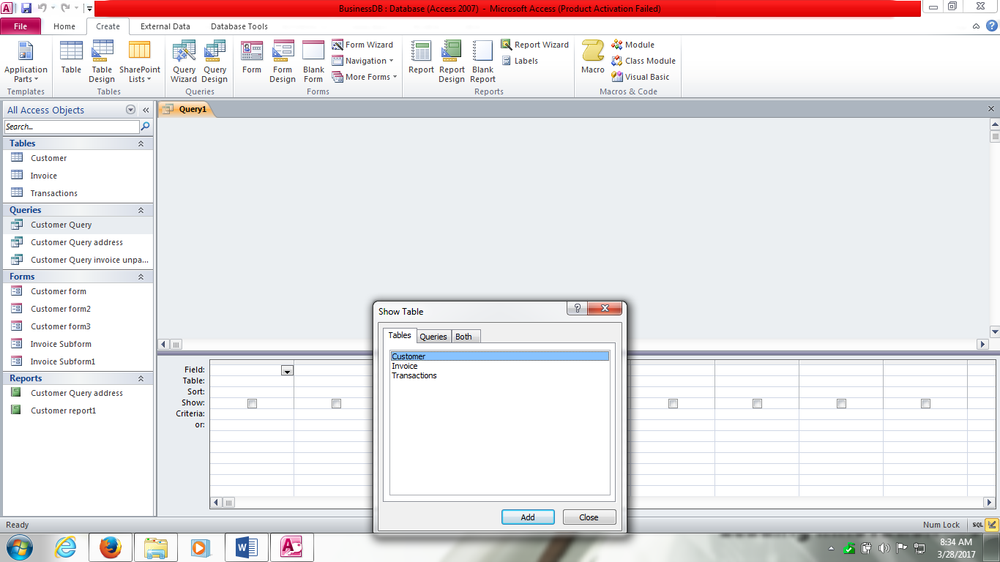 BusinessDB : Database (Access 2007) - Microsoft Access (Product Activation Failed)
File Home Create External Data Database Tools
Application Parts
Table
Table Design
SharePoint Lists
Query Wizard
Query Design
Form
Form Design
Blank Form
Form Wizard
Navigation
More Forms
Report
Report Design
Blank Report
Report Wizard
Labels
Macro
Module
Class Module
Visual Basic
Templates Tables Queries Forms Reports Macros & Code
All Access Objects
Search...
Tables
Customer
Invoice
Transactions
Queries
Customer Query
Customer Query address
Customer Query invoice unpa...
Forms
Customer form
Customer form2
Customer form3
Invoice Subform
Invoice Subform1
Reports
Customer Query address
Customer report1
Query1
Field:
Table:
Sort:
Show:
Criteria:
or:
Show Table
Tables Queries Both
Customer
Invoice
Transactions
Add Close
Ready Num Lock SQL
8:34 AM
3/28/2017